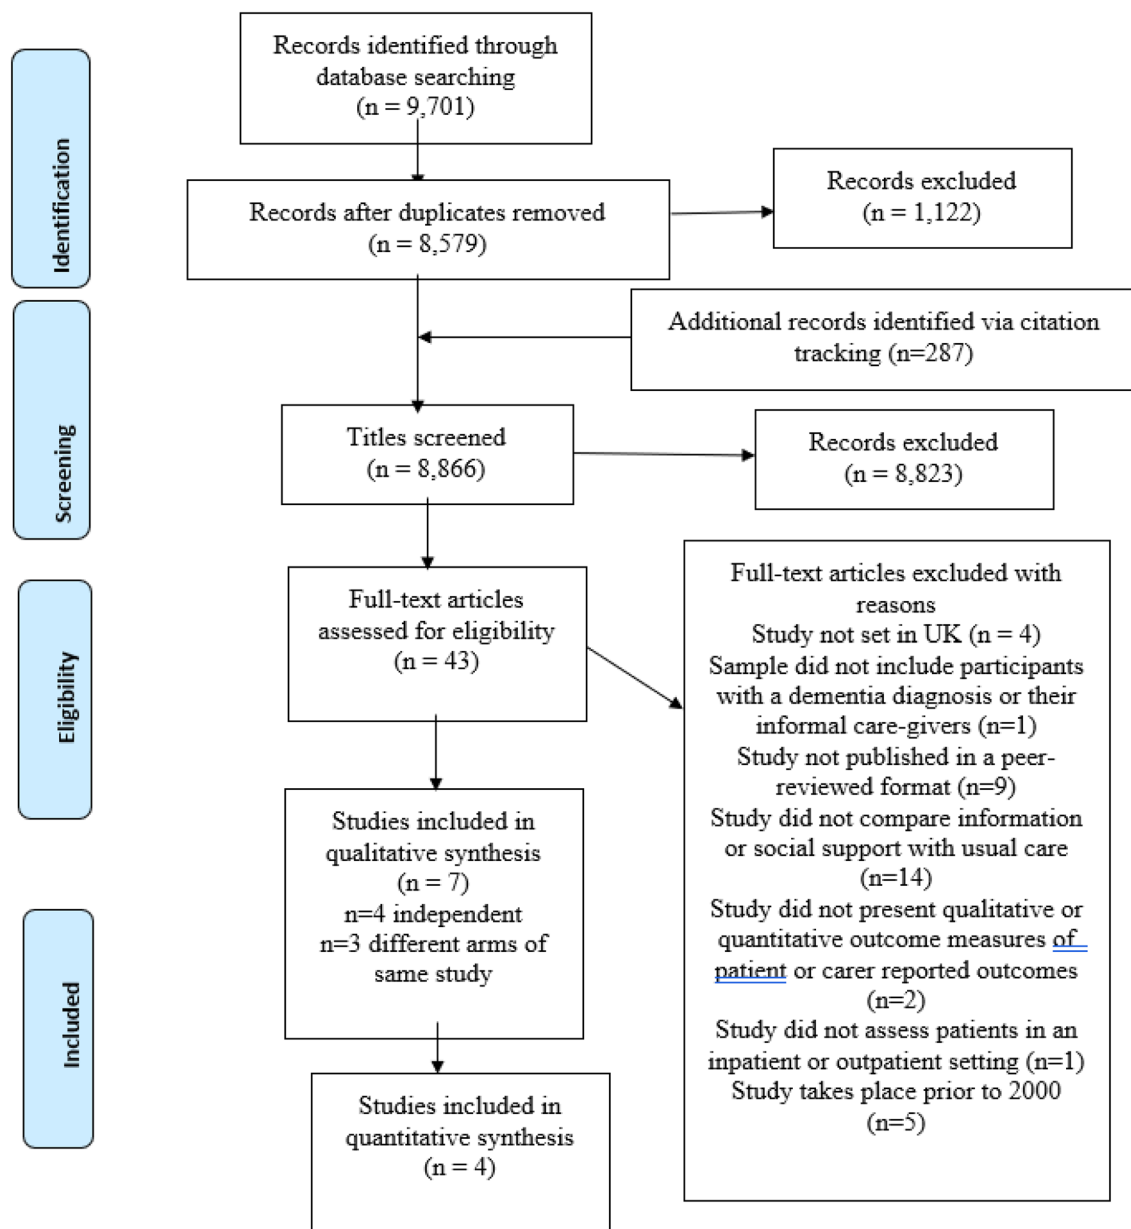 Identification
Records identified through
database searching
(n = 9,701)
Records after duplicates removed
(n = 8,579)
Records excluded
(n = 1,122)
Additional records identified via citation
tracking (n=287)
Screening
Titles screened
(n = 8,866)
Records excluded
(n = 8,823)
Eligibility
Full-text articles
assessed for eligibility
(n = 43)
Full-text articles excluded with
reasons
Study not set in UK (n = 4)
Sample did not include participants
with a dementia diagnosis or their
informal care-givers (n=1)
Study not published in a peer-
reviewed format (n=9)
Study did not compare information
or social support with usual care
(n=14)
Study did not present qualitative or
quantitative outcome measures of
patient or carer reported outcomes
(n=2)
Study did not assess patients in an
inpatient or outpatient setting (n=1)
Study takes place prior to 2000
(n=5)
Included
Studies included in
qualitative synthesis
(n = 7)
n=4 independent
n=3 different arms of
same study
Studies included in
quantitative synthesis
(n = 4)